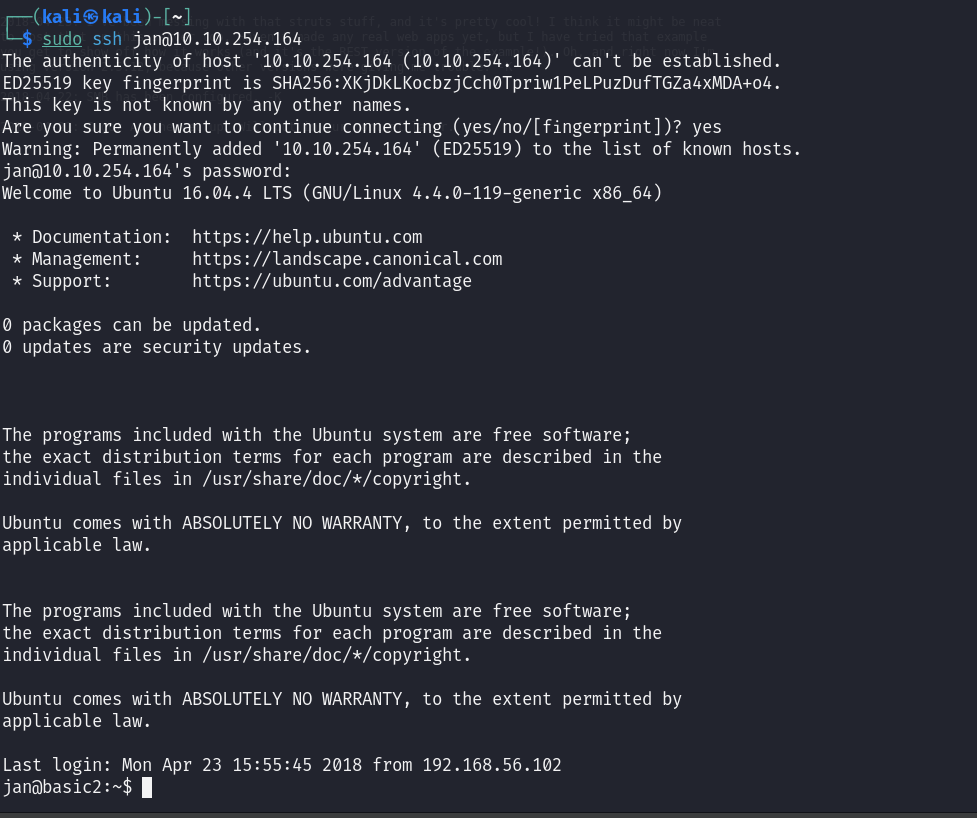 ┌──(kali㉿kali)-[~]
└─$ sudo ssh jan@10.10.254.164
The authenticity of host '10.10.254.164 (10.10.254.164)' can't be established.
ED25519 key fingerprint is SHA256:XKjDkLKocbzjCch0Tpriw1PeLPuzDufTGZa4xMDA+o4.
This key is not known by any other names.
Are you sure you want to continue connecting (yes/no/[fingerprint])? yes
Warning: Permanently added '10.10.254.164' (ED25519) to the list of known hosts.
jan@10.10.254.164's password:
Welcome to Ubuntu 16.04.4 LTS (GNU/Linux 4.4.0-119-generic x86_64)
* Documentation:  https://help.ubuntu.com
* Management:     https://landscape.canonical.com
* Support:        https://ubuntu.com/advantage
0 packages can be updated.
0 updates are security updates.
The programs included with the Ubuntu system are free software;
the exact distribution terms for each program are described in the
individual files in /usr/share/doc/*/copyright.
Ubuntu comes with ABSOLUTELY NO WARRANTY, to the extent permitted by
applicable law.
The programs included with the Ubuntu system are free software;
the exact distribution terms for each program are described in the
individual files in /usr/share/doc/*/copyright.
Ubuntu comes with ABSOLUTELY NO WARRANTY, to the extent permitted by
applicable law.
Last login: Mon Apr 23 15:55:45 2018 from 192.168.56.102
jan@basic2:~$